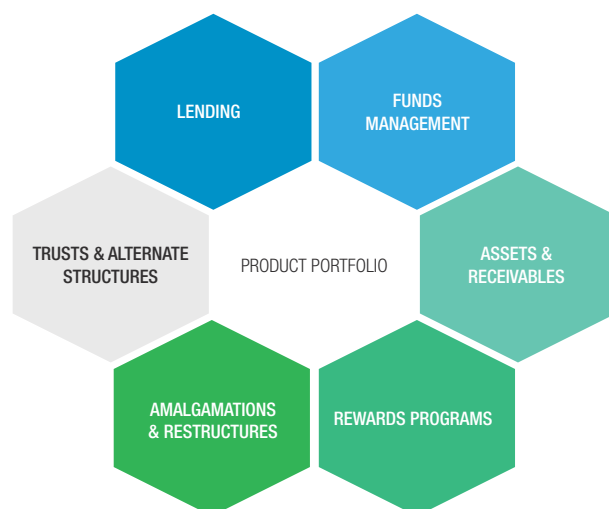 LENDING
FUNDS
MANAGEMENT
TRUSTS & ALTERNATE
STRUCTURES
PRODUCT PORTFOLIO
ASSETS &
RECEIVABLES
AMALGAMATIONS
& RESTRUCTURES
REWARDS PROGRAMS